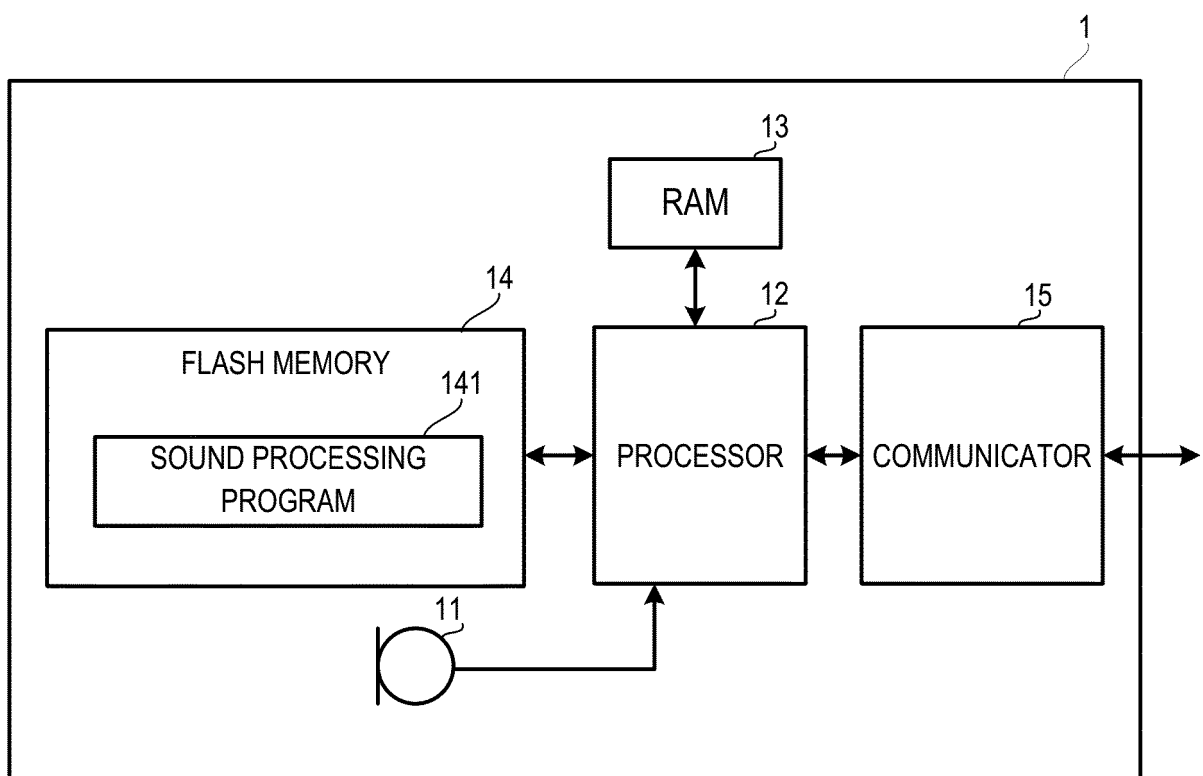 1
13
RAM
14
12
15
FLASH MEMORY
141
SOUND PROCESSING
PROGRAM
PROCESSOR
COMMUNICATOR
11